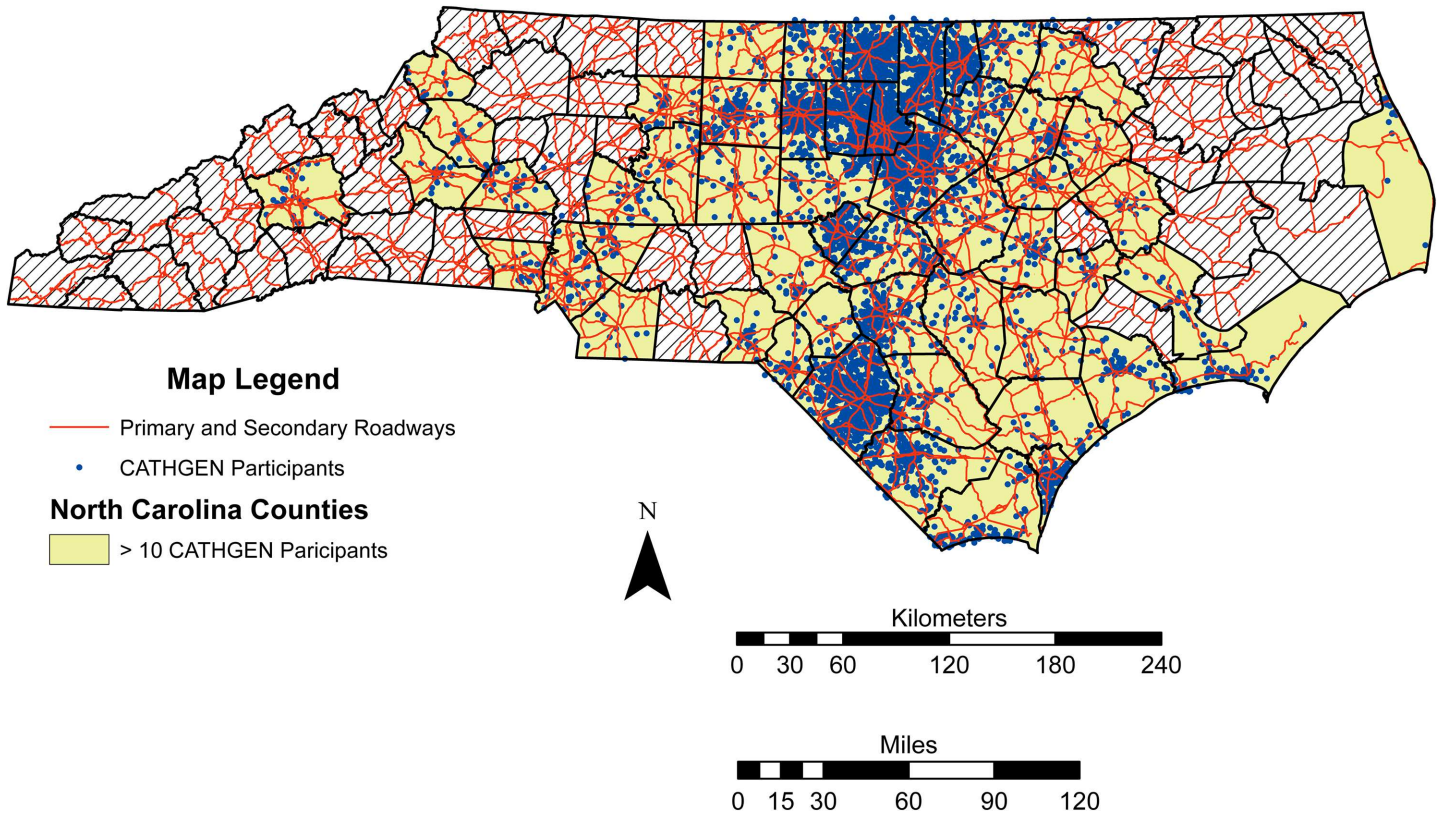 Map Legend
Primary and Secondary Roadways
CATHGEN Participants
North Carolina Counties
> 10 CATHGEN Paricipants
N
Kilometers
0 30 60 120 180 240
Miles
0 15 30 60 90 120